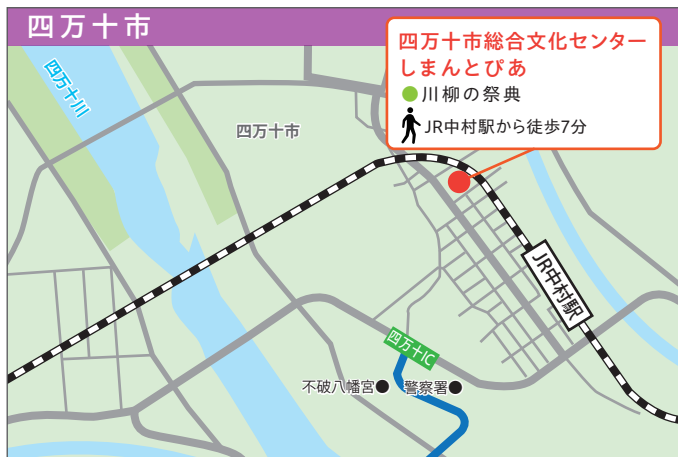 四万十市
四万十市総合文化センター
しまんとぴあ
川柳の祭典
JR中村駅から徒歩7分
四万十川
四万十市
JR中村駅
四万十IC
不破八幡宮
警察署